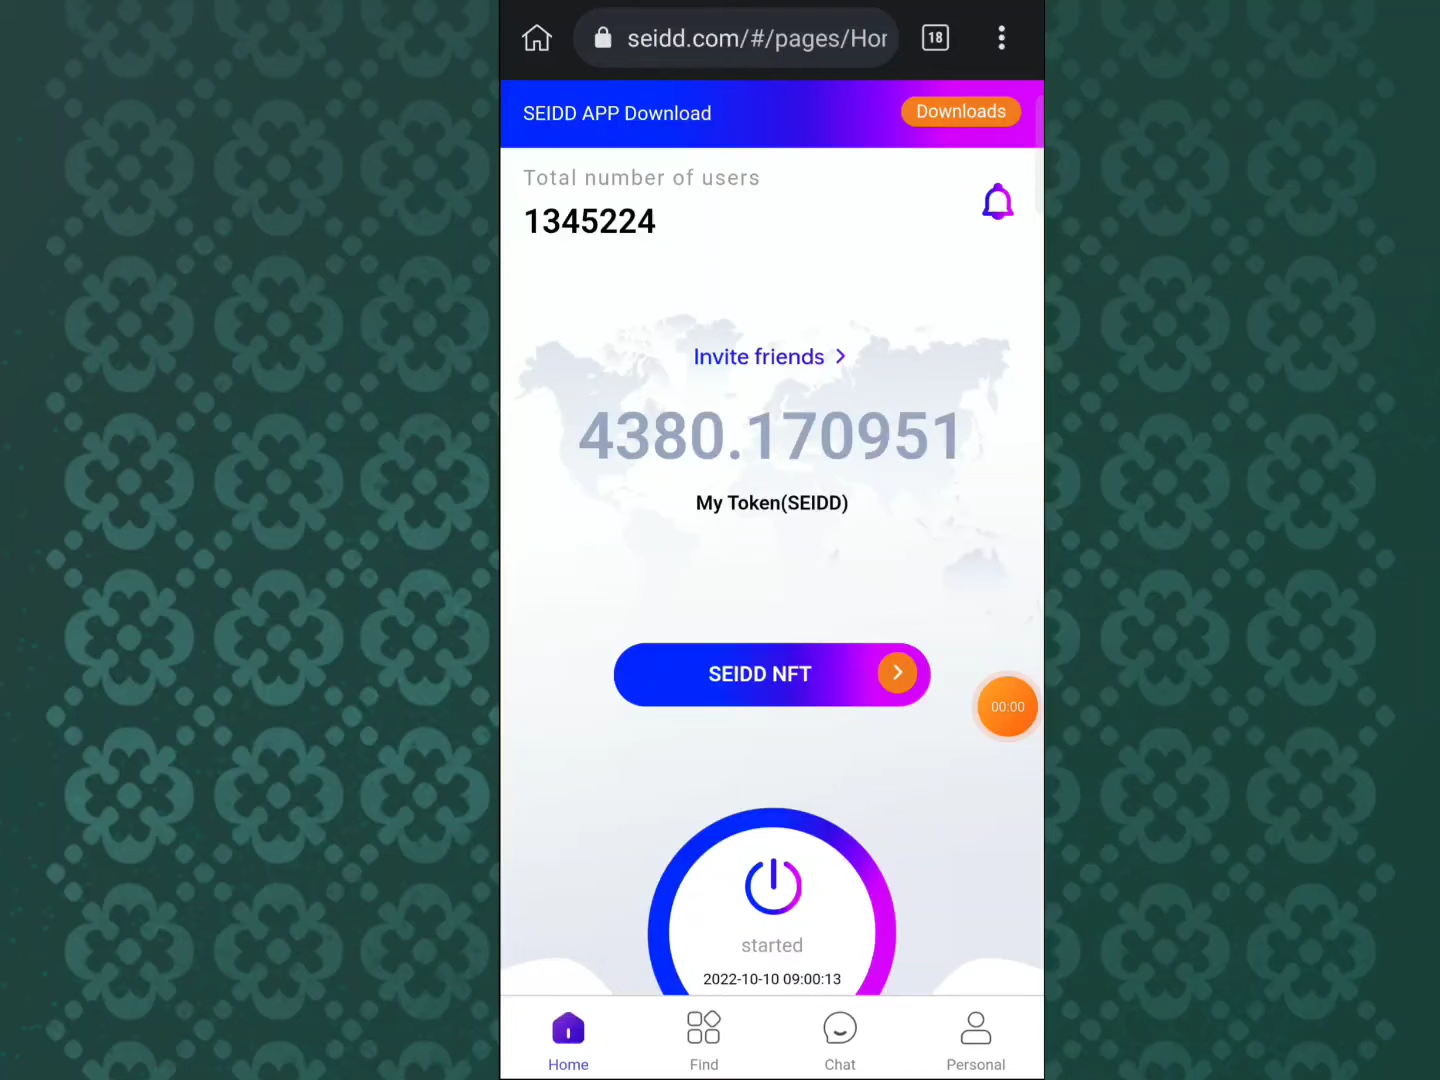 seidd.com/#/pages/Hor
18
SEIDD APP Download
Downloads
Total number of users
1345224
Invite friends >
4380.170951
My Token(SEIDD)
SEIDD NFT
00:00
started
2022-10-10 09:00:13
Home
Find
Chat
Personal